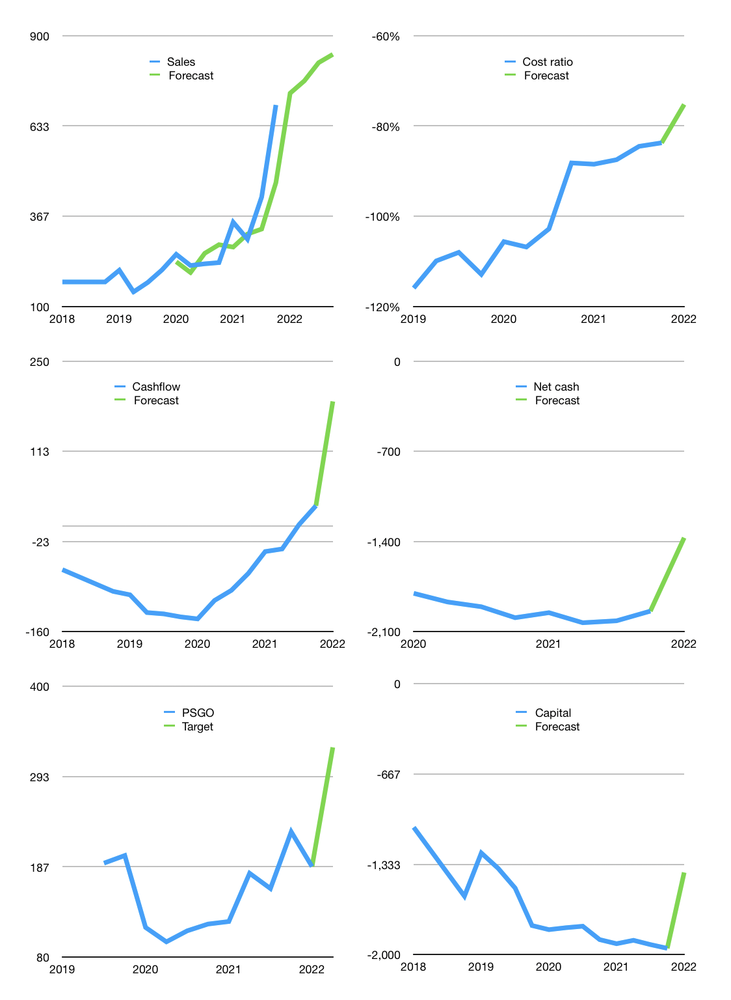 900
Sales
Forecast
633
367
100
2018 2019 2020 2021 2022
-60%
Cost ratio
Forecast
-80%
-100%
-120%
2019 2020 2021 2022
250
Cashflow
Forecast
113
-23
-160
2018 2019 2020 2021 2022
0
Net cash
Forecast
-700
-1,400
-2,100
2020 2021 2022
400
PSGO
Target
293
187
80
2019 2020 2021 2022
0
Capital
Forecast
-667
-1,333
-2,000
2018 2019 2020 2021 2022